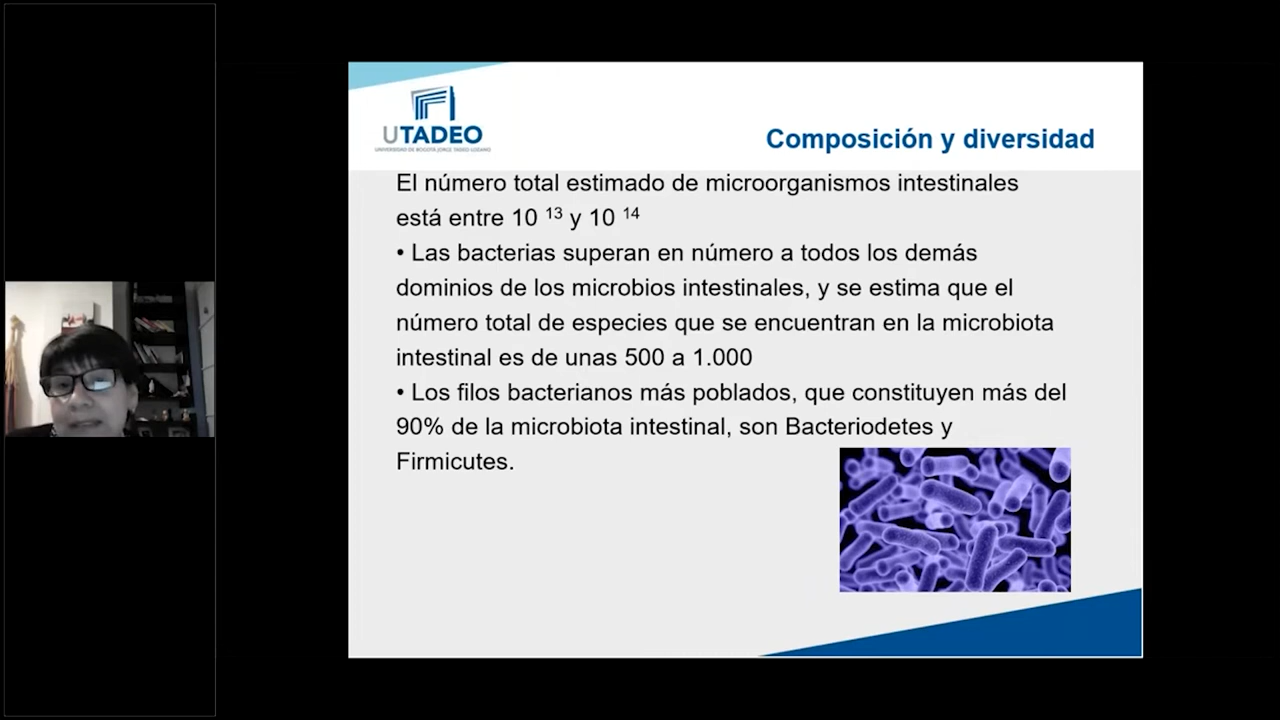 UTADEO
UNIVERSIDAD DE BOGOTÁ JORGE TADEO LOZANO
Composición y diversidad
El número total estimado de microorganismos intestinales
está entre 10 ¹³ y 10 ¹⁴
• Las bacterias superan en número a todos los demás
dominios de los microbios intestinales, y se estima que el
número total de especies que se encuentran en la microbiota
intestinal es de unas 500 a 1.000
• Los filos bacterianos más poblados, que constituyen más del
90% de la microbiota intestinal, son Bacteriodetes y
Firmicutes.